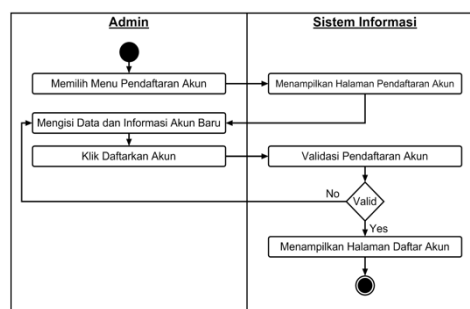 Admin
Sistem Informasi
Memilih Menu Pendaftaran Akun
Menampilkan Halaman Pendaftaran Akun
Mengisi Data dan Informasi Akun Baru
Klik Daftarkan Akun
Validasi Pendaftaran Akun
No
Valid
Yes
Menampilkan Halaman Daftar Akun